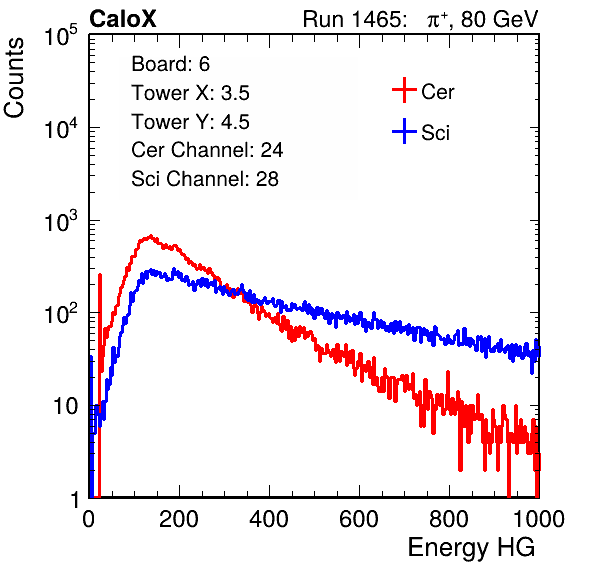 CaloX Run 1465: π⁺, 80 GeV
Counts
10⁵
10⁴
10³
10²
10
1
Board: 6
Tower X: 3.5
Tower Y: 4.5
Cer Channel: 24
Sci Channel: 28
Cer
Sci
0 200 400 600 800 1000
Energy HG